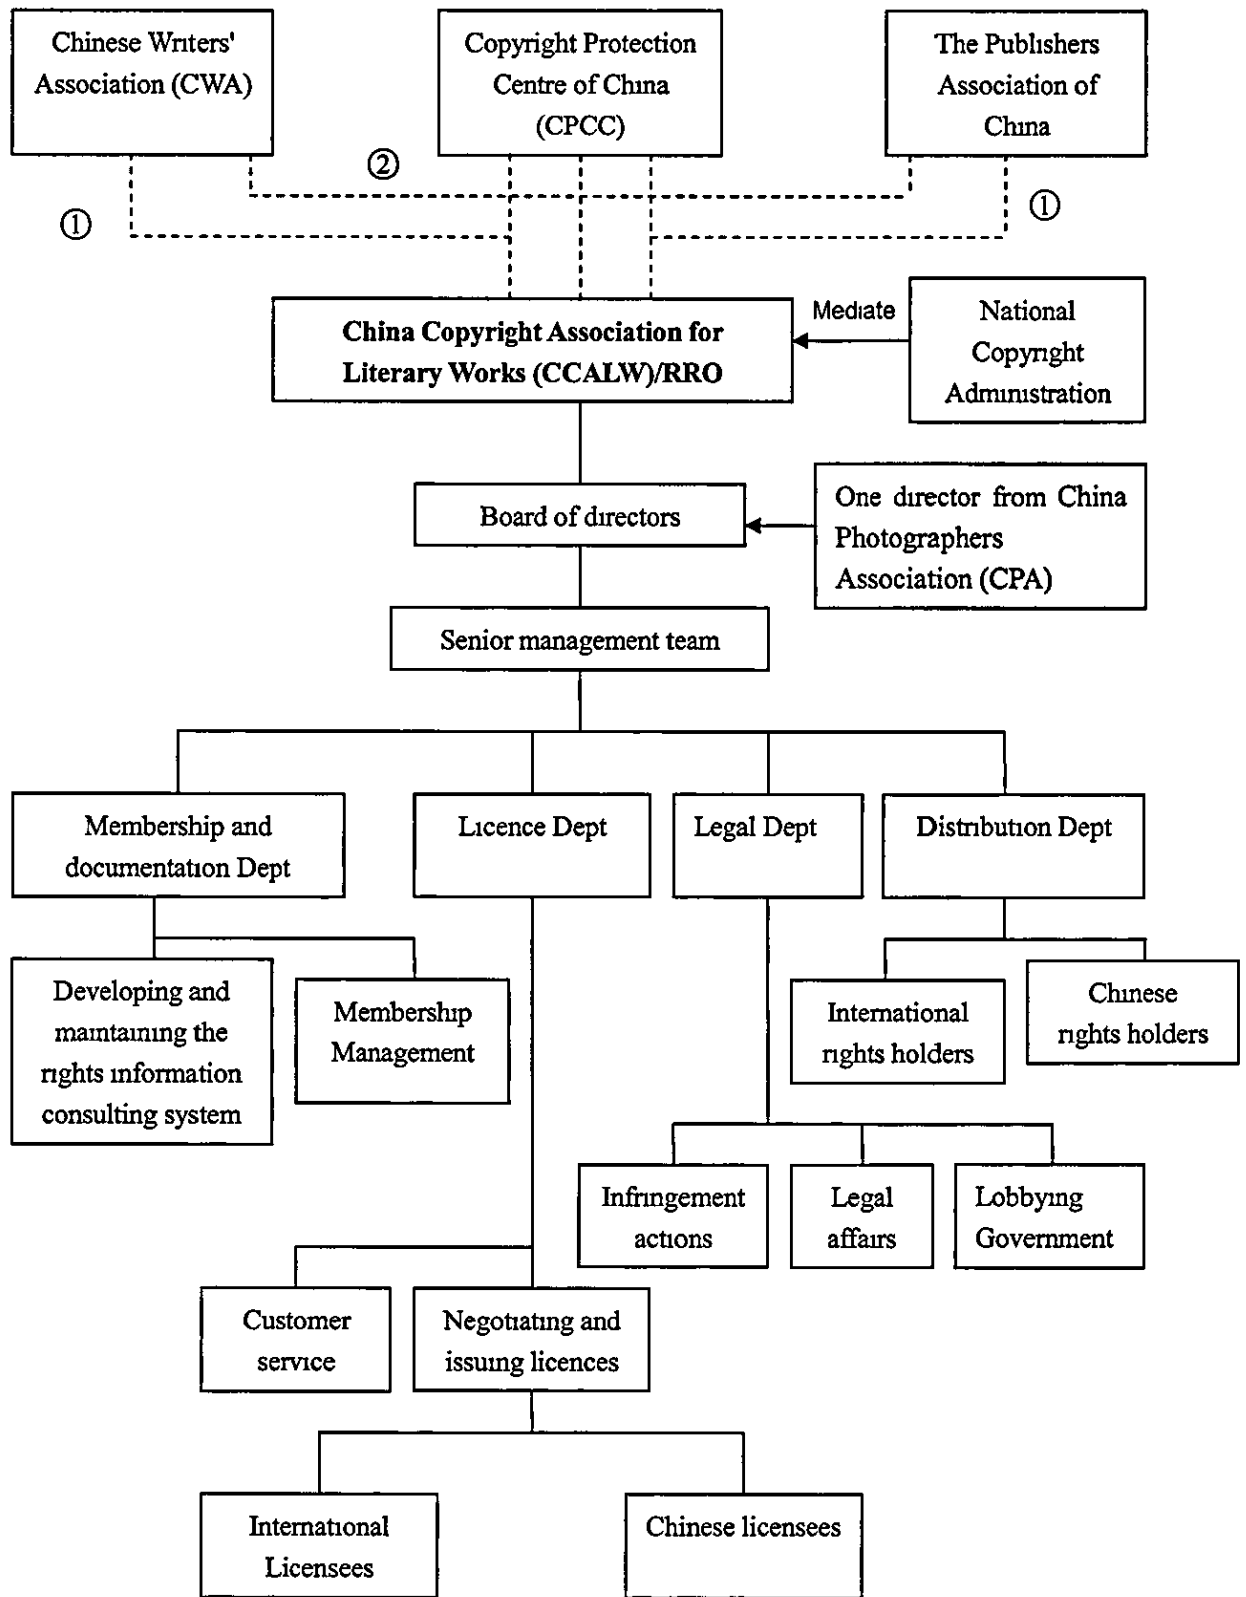 Chinese Writers'
Association (CWA)
Copyright Protection
Centre of China
(CPCC)
The Publishers
Association of
China
②
①
①
China Copyright Association for
Literary Works (CCALW)/RRO
Mediate
National
Copyright
Administration
Board of directors
One director from China
Photographers
Association (CPA)
Senior management team
Membership and
documentation Dept
Licence Dept
Legal Dept
Distribution Dept
Developing and
maintaining the
rights information
consulting system
Membership
Management
International
rights holders
Chinese
rights holders
Infringement
actions
Legal
affairs
Lobbying
Government
Customer
service
Negotiating and
issuing licences
International
Licensees
Chinese licensees